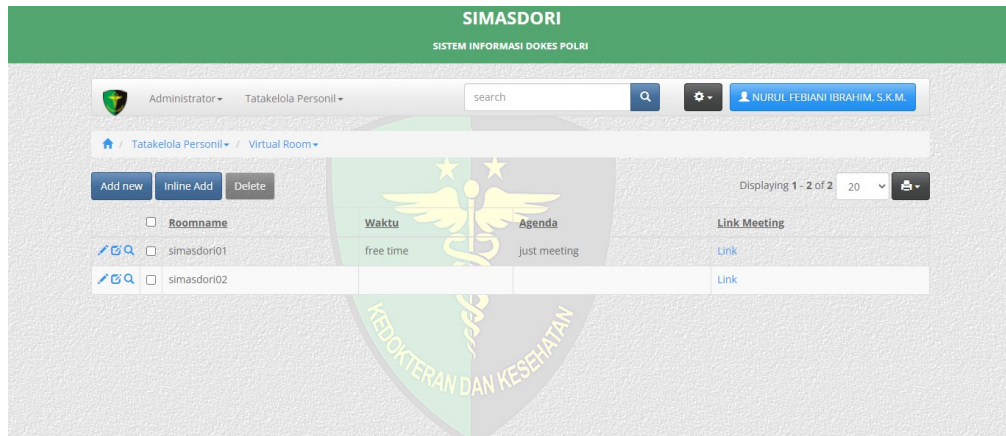 SIMASDORI
SISTEM INFORMASI DOKES POLRI
Administrator Tatakelola Personil search NURUL FEBIANI IBRAHIM, S.K.M.
/ Tatakelola Personil / Virtual Room
Add new Inline Add Delete Displaying 1 - 2 of 2 20
Roomname Waktu Agenda Link Meeting
simasdori01 free time just meeting Link
simasdori02 Link
KEDOKTERAN DAN KESEHATAN